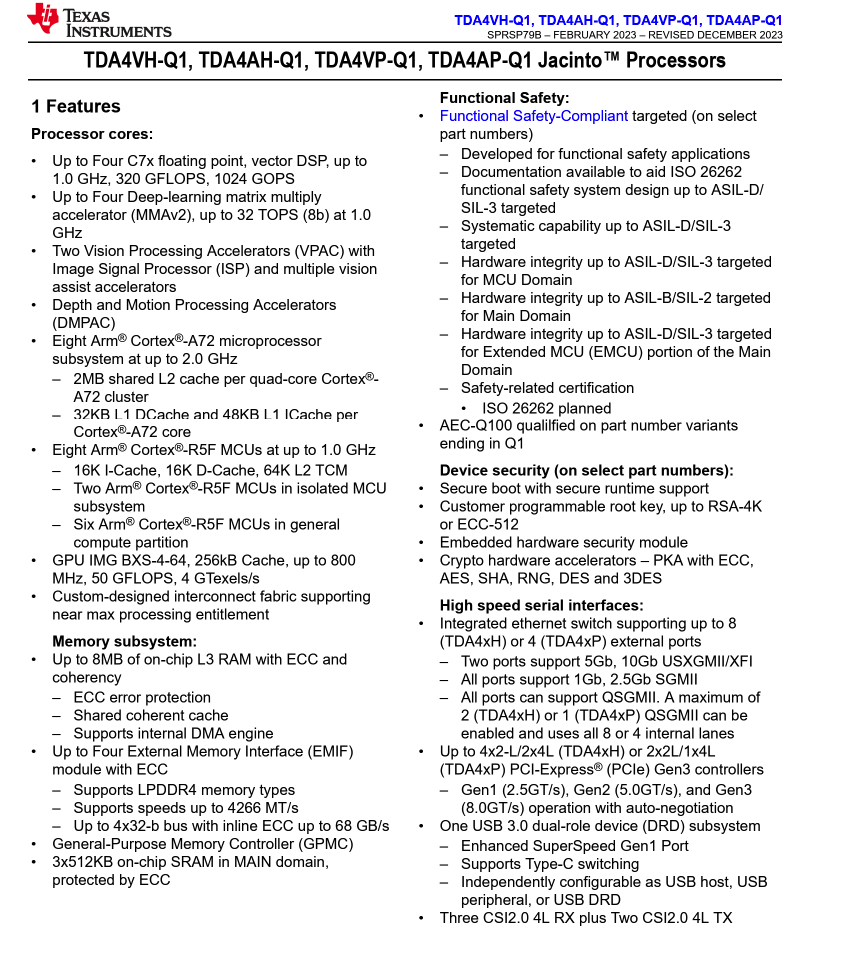 TEXAS
INSTRUMENTS
TDA4VH-Q1, TDA4AH-Q1, TDA4VP-Q1, TDA4AP-Q1
SPRSP79B – FEBRUARY 2023 – REVISED DECEMBER 2023
TDA4VH-Q1, TDA4AH-Q1, TDA4VP-Q1, TDA4AP-Q1 Jacinto™ Processors
1 Features
Processor cores:
• Up to Four C7x floating point, vector DSP, up to
1.0 GHz, 320 GFLOPS, 1024 GOPS
• Up to Four Deep-learning matrix multiply
accelerator (MMAv2), up to 32 TOPS (8b) at 1.0
GHz
• Two Vision Processing Accelerators (VPAC) with
Image Signal Processor (ISP) and multiple vision
assist accelerators
• Depth and Motion Processing Accelerators
(DMPAC)
• Eight Arm® Cortex®-A72 microprocessor
subsystem at up to 2.0 GHz
– 2MB shared L2 cache per quad-core Cortex®-
A72 cluster
– 32KB L1 DCache and 48KB L1 ICache per
Cortex®-A72 core
• Eight Arm® Cortex®-R5F MCUs at up to 1.0 GHz
– 16K I-Cache, 16K D-Cache, 64K L2 TCM
– Two Arm® Cortex®-R5F MCUs in isolated MCU
subsystem
– Six Arm® Cortex®-R5F MCUs in general
compute partition
• GPU IMG BXS-4-64, 256kB Cache, up to 800
MHz, 50 GFLOPS, 4 GTexels/s
• Custom-designed interconnect fabric supporting
near max processing entitlement
Memory subsystem:
• Up to 8MB of on-chip L3 RAM with ECC and
coherency
– ECC error protection
– Shared coherent cache
– Supports internal DMA engine
• Up to Four External Memory Interface (EMIF)
module with ECC
– Supports LPDDR4 memory types
– Supports speeds up to 4266 MT/s
– Up to 4x32-b bus with inline ECC up to 68 GB/s
• General-Purpose Memory Controller (GPMC)
• 3x512KB on-chip SRAM in MAIN domain,
protected by ECC
Functional Safety:
• Functional Safety-Compliant targeted (on select
part numbers)
– Developed for functional safety applications
– Documentation available to aid ISO 26262
functional safety system design up to ASIL-D/
SIL-3 targeted
– Systematic capability up to ASIL-D/SIL-3
targeted
– Hardware integrity up to ASIL-D/SIL-3 targeted
for MCU Domain
– Hardware integrity up to ASIL-B/SIL-2 targeted
for Main Domain
– Hardware integrity up to ASIL-D/SIL-3 targeted
for Extended MCU (EMCU) portion of the Main
Domain
– Safety-related certification
• ISO 26262 planned
• AEC-Q100 qualilfied on part number variants
ending in Q1
Device security (on select part numbers):
• Secure boot with secure runtime support
• Customer programmable root key, up to RSA-4K
or ECC-512
• Embedded hardware security module
• Crypto hardware accelerators – PKA with ECC,
AES, SHA, RNG, DES and 3DES
High speed serial interfaces:
• Integrated ethernet switch supporting up to 8
(TDA4xH) or 4 (TDA4xP) external ports
– Two ports support 5Gb, 10Gb USXGMII/XFI
– All ports support 1Gb, 2.5Gb SGMII
– All ports can support QSGMII. A maximum of
2 (TDA4xH) or 1 (TDA4xP) QSGMII can be
enabled and uses all 8 or 4 internal lanes
• Up to 4x2-L/2x4L (TDA4xH) or 2x2L/1x4L
(TDA4xP) PCI-Express® (PCIe) Gen3 controllers
– Gen1 (2.5GT/s), Gen2 (5.0GT/s), and Gen3
(8.0GT/s) operation with auto-negotiation
• One USB 3.0 dual-role device (DRD) subsystem
– Enhanced SuperSpeed Gen1 Port
– Supports Type-C switching
– Independently configurable as USB host, USB
peripheral, or USB DRD
• Three CSI2.0 4L RX plus Two CSI2.0 4L TX